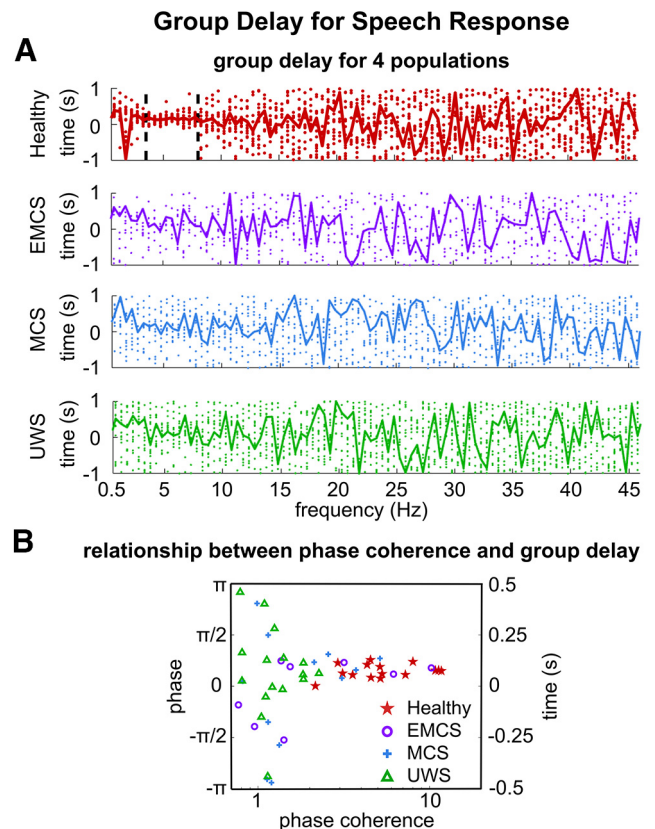 Group Delay for Speech Response
A
group delay for 4 populations
Healthy
time (s)
1
0
-1
EMCS
time (s)
1
0
-1
MCS
time (s)
1
0
-1
UWS
time (s)
1
0
-1
0.5 5 10 15 20 25 30 35 40 45
frequency (Hz)
B
relationship between phase coherence and group delay
phase
π
π/2
0
-π/2
-π
0.5
0.25
0
-0.25
-0.5
time (s)
Healthy
EMCS
MCS
UWS
1 10
phase coherence